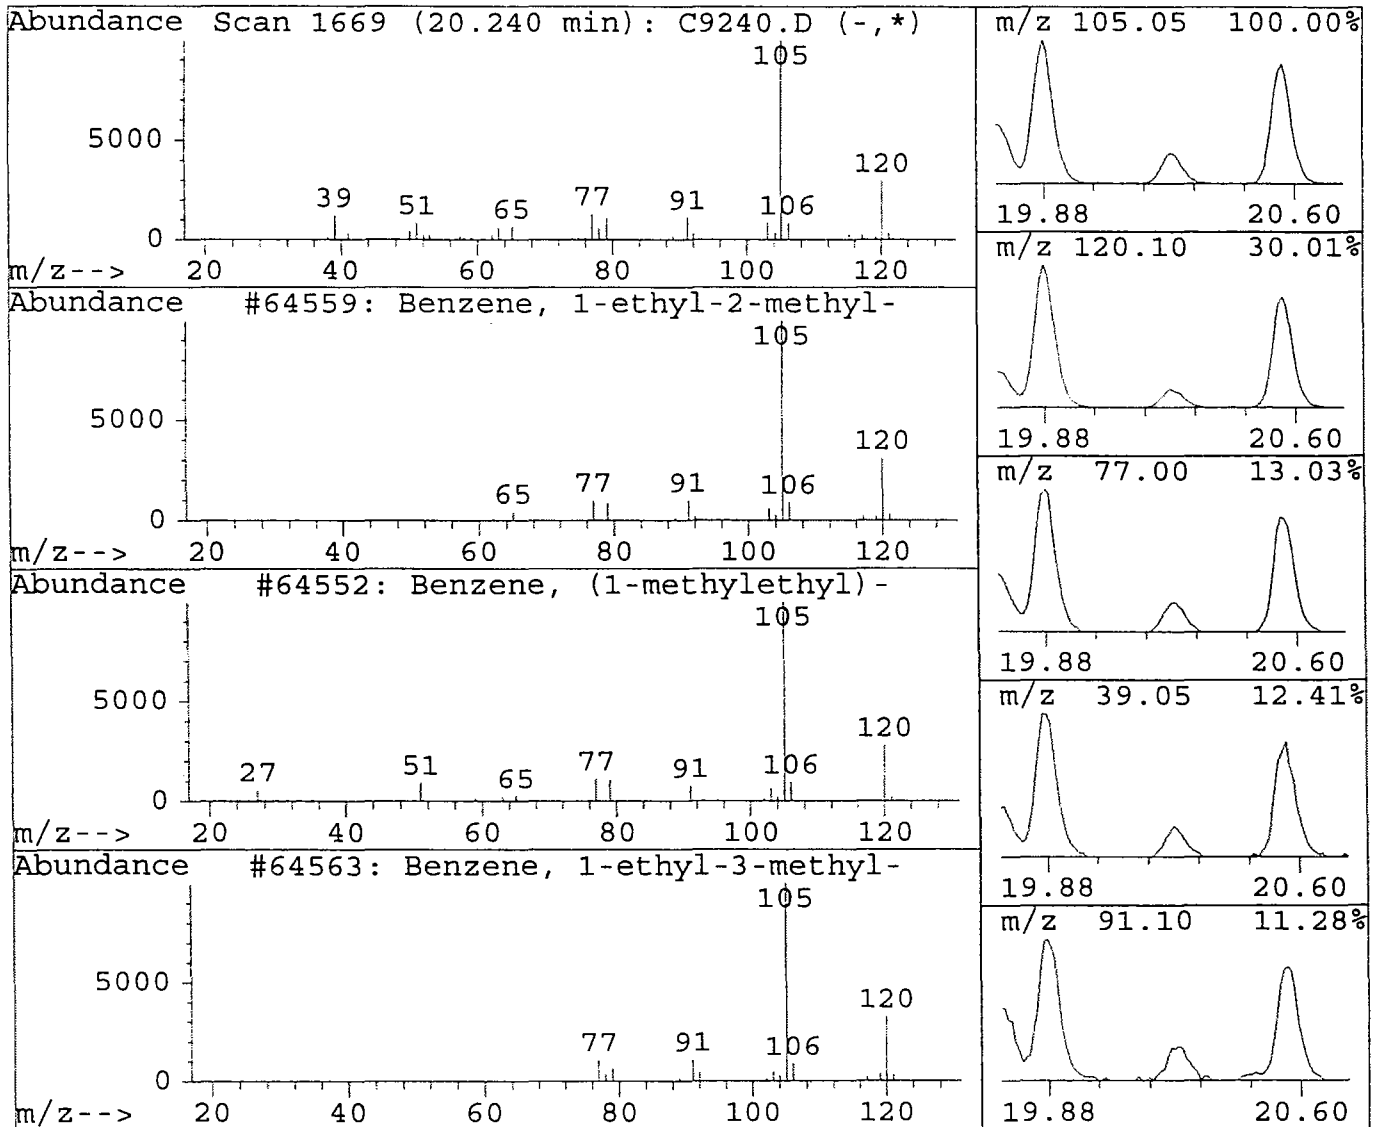 Abundance Scan 1669 (20.240 min): C9240.D (-,*)
105
5000
120
39 51 65 77 91 106
0
m/z--> 20 40 60 80 100 120
Abundance #64559: Benzene, 1-ethyl-2-methyl-
105
5000
120
65 77 91 106
0
m/z--> 20 40 60 80 100 120
Abundance #64552: Benzene, (1-methylethyl)-
105
5000
120
27 51 65 77 91 106
0
m/z--> 20 40 60 80 100 120
Abundance #64563: Benzene, 1-ethyl-3-methyl-
105
5000
120
77 91 106
0
m/z--> 20 40 60 80 100 120
m/z 105.05 100.00%
19.88 20.60
m/z 120.10 30.01%
19.88 20.60
m/z 77.00 13.03%
19.88 20.60
m/z 39.05 12.41%
19.88 20.60
m/z 91.10 11.28%
19.88 20.60